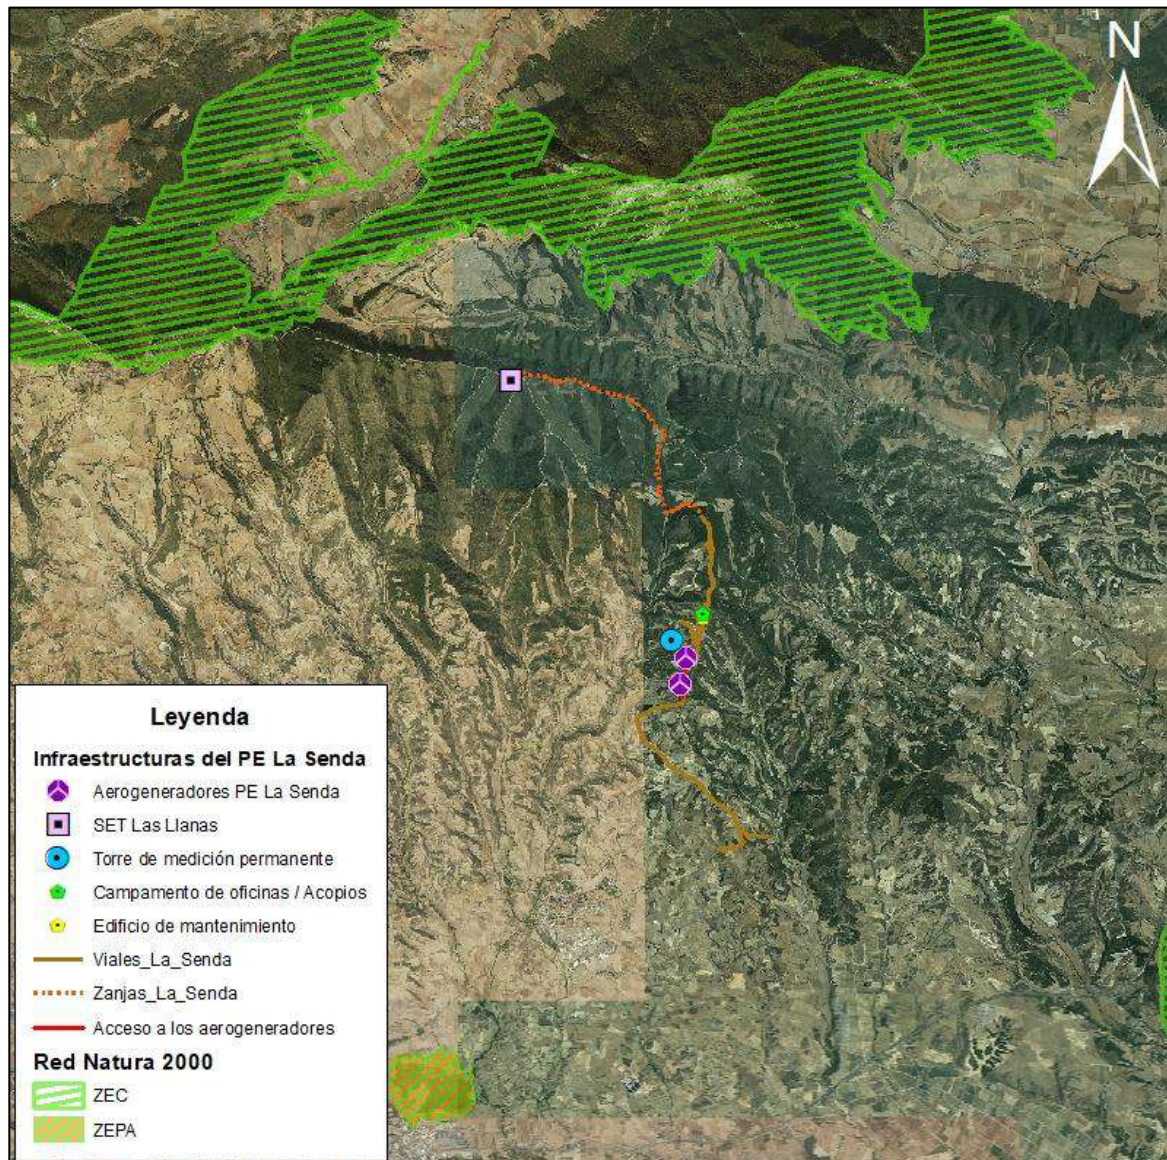 N
Leyenda
Infraestructuras del PE La Senda
Aerogeneradores PE La Senda
SET Las Llanas
Torre de medición permanente
Campamento de oficinas / Acopios
Edificio de mantenimiento
Viales_La_Senda
Zanjas_La_Senda
Acceso a los aerogeneradores
Red Natura 2000
ZEC
ZEPA